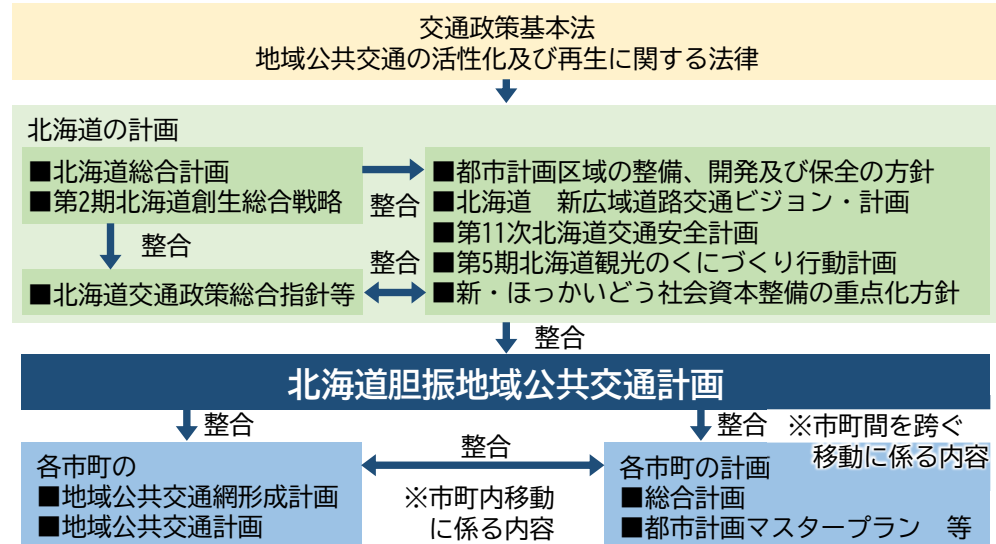 交通政策基本法
地域公共交通の活性化及び再生に関する法律
北海道の計画
■北海道総合計画
■第2期北海道創生総合戦略
整合
整合
■北海道交通政策総合指針等
整合
■都市計画区域の整備、開発及び保全の方針
■北海道　新広域道路交通ビジョン・計画
■第11次北海道交通安全計画
■第5期北海道観光のくにづくり行動計画
■新・ほっかいどう社会資本整備の重点化方針
整合
北海道胆振地域公共交通計画
整合
整合
※市町間を跨ぐ
移動に係る内容
各市町の
■地域公共交通網形成計画
■地域公共交通計画
整合
※市町内移動
に係る内容
各市町の計画
■総合計画
■都市計画マスタープラン　等